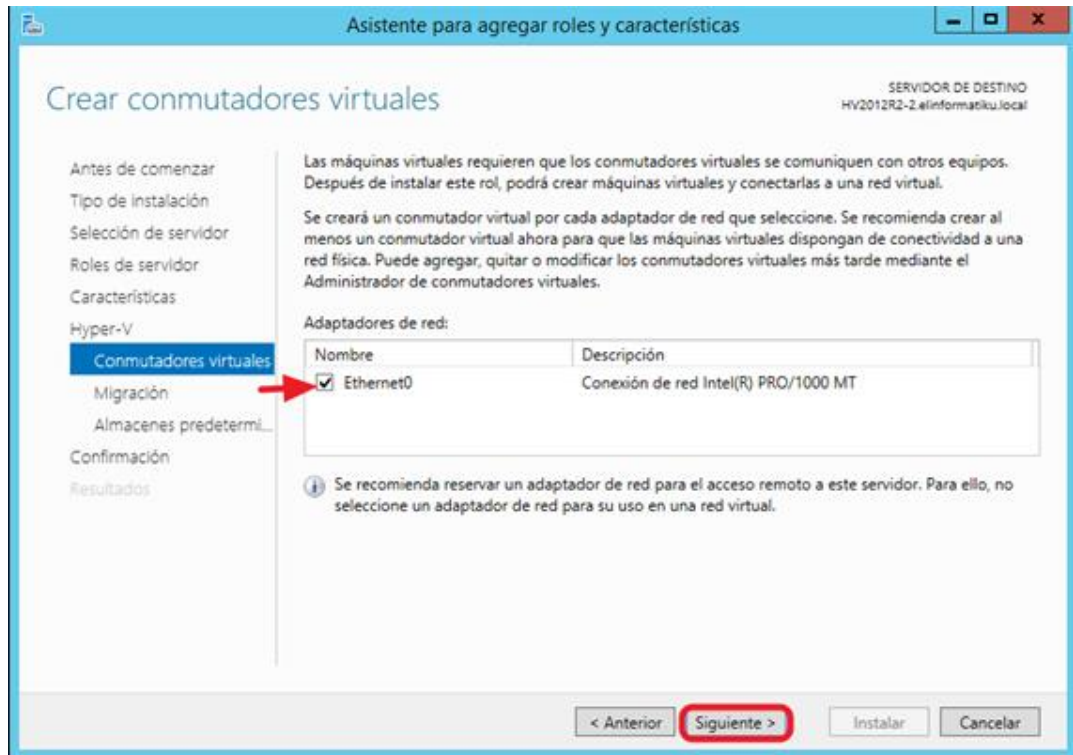 Asistente para agregar roles y características
Crear conmutadores virtuales
SERVIDOR DE DESTINO
HV2012R2-2.elinformatiku.local
Antes de comenzar
Tipo de instalación
Selección de servidor
Roles de servidor
Características
Hyper-V
Conmutadores virtuales
Migración
Almacenes predetermi...
Confirmación
Resultados
Las máquinas virtuales requieren que los conmutadores virtuales se comuniquen con otros equipos.
Después de instalar este rol, podrá crear máquinas virtuales y conectarlas a una red virtual.
Se creará un conmutador virtual por cada adaptador de red que seleccione. Se recomienda crear al
menos un conmutador virtual ahora para que las máquinas virtuales dispongan de conectividad a una
red física. Puede agregar, quitar o modificar los conmutadores virtuales más tarde mediante el
Administrador de conmutadores virtuales.
Adaptadores de red:
Nombre Descripción
Ethernet0 Conexión de red Intel(R) PRO/1000 MT
Se recomienda reservar un adaptador de red para el acceso remoto a este servidor. Para ello, no
seleccione un adaptador de red para su uso en una red virtual.
< Anterior Siguiente > Instalar Cancelar